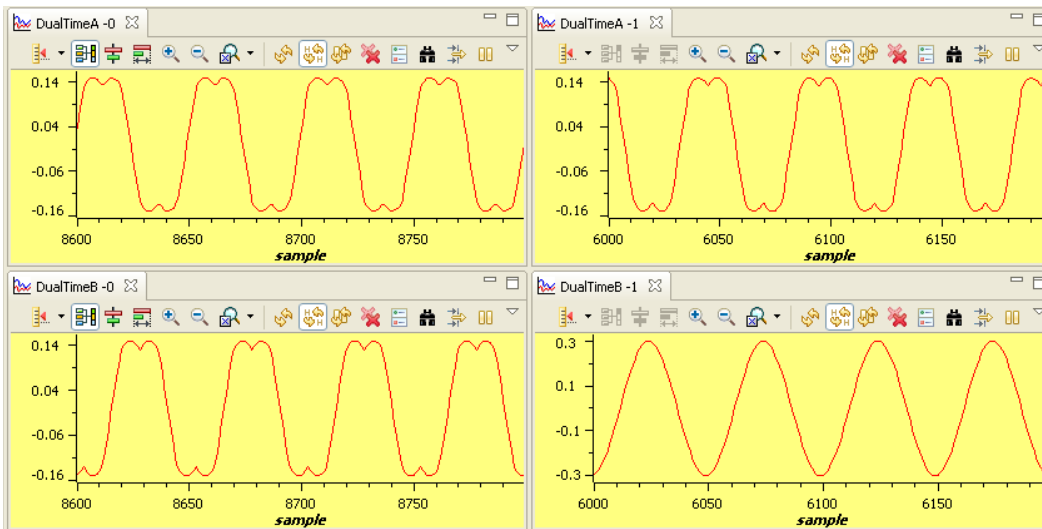 DualTimeA -0
0.14
0.04
-0.06
-0.16
8600 8650 8700 8750
sample
DualTimeA -1
0.14
0.04
-0.06
-0.16
6000 6050 6100 6150
sample
DualTimeB -0
0.14
0.04
-0.06
-0.16
8600 8650 8700 8750
sample
DualTimeB -1
0.3
0.1
-0.1
-0.3
6000 6050 6100 6150
sample